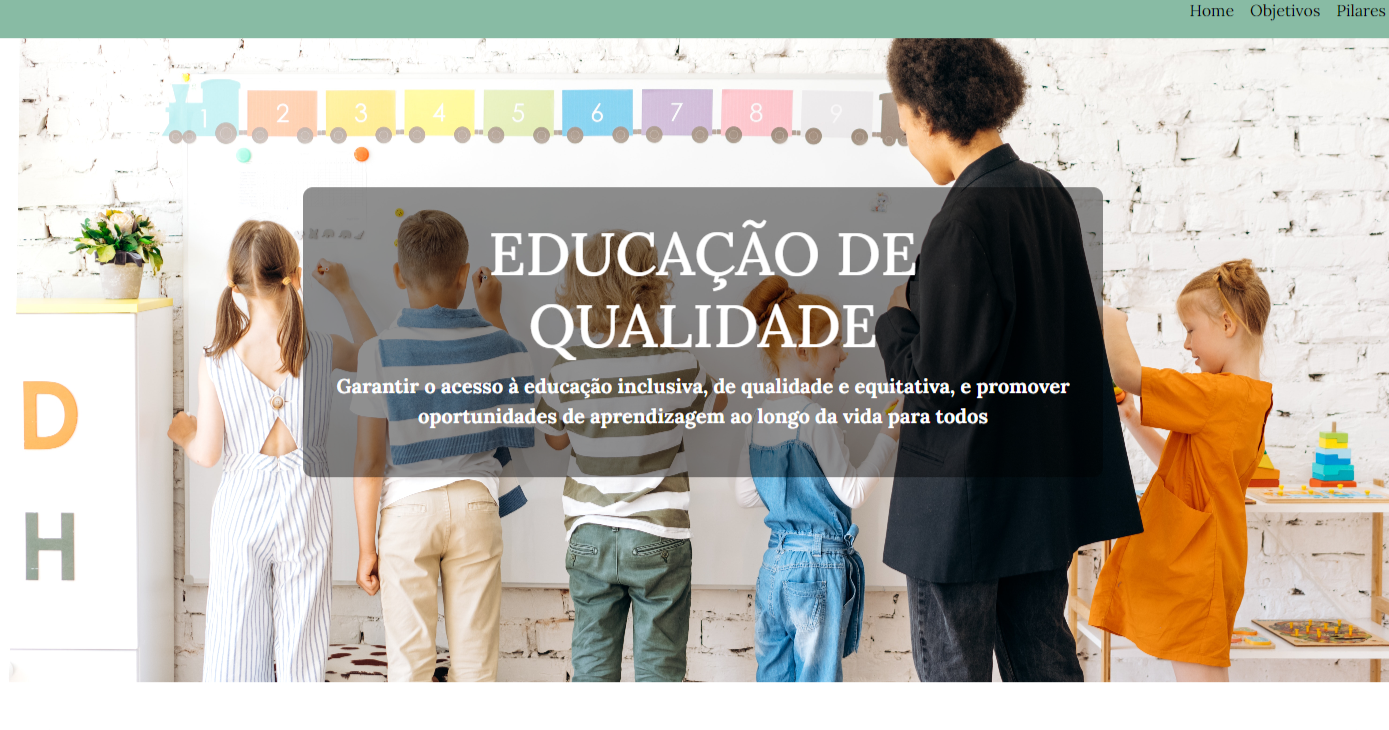 Home Objetivos Pilares
1 2 3 4 5 6 7 8 9
EDUCAÇÃO DE
QUALIDADE
Garantir o acesso à educação inclusiva, de qualidade e equitativa, e promover
oportunidades de aprendizagem ao longo da vida para todos
D
H